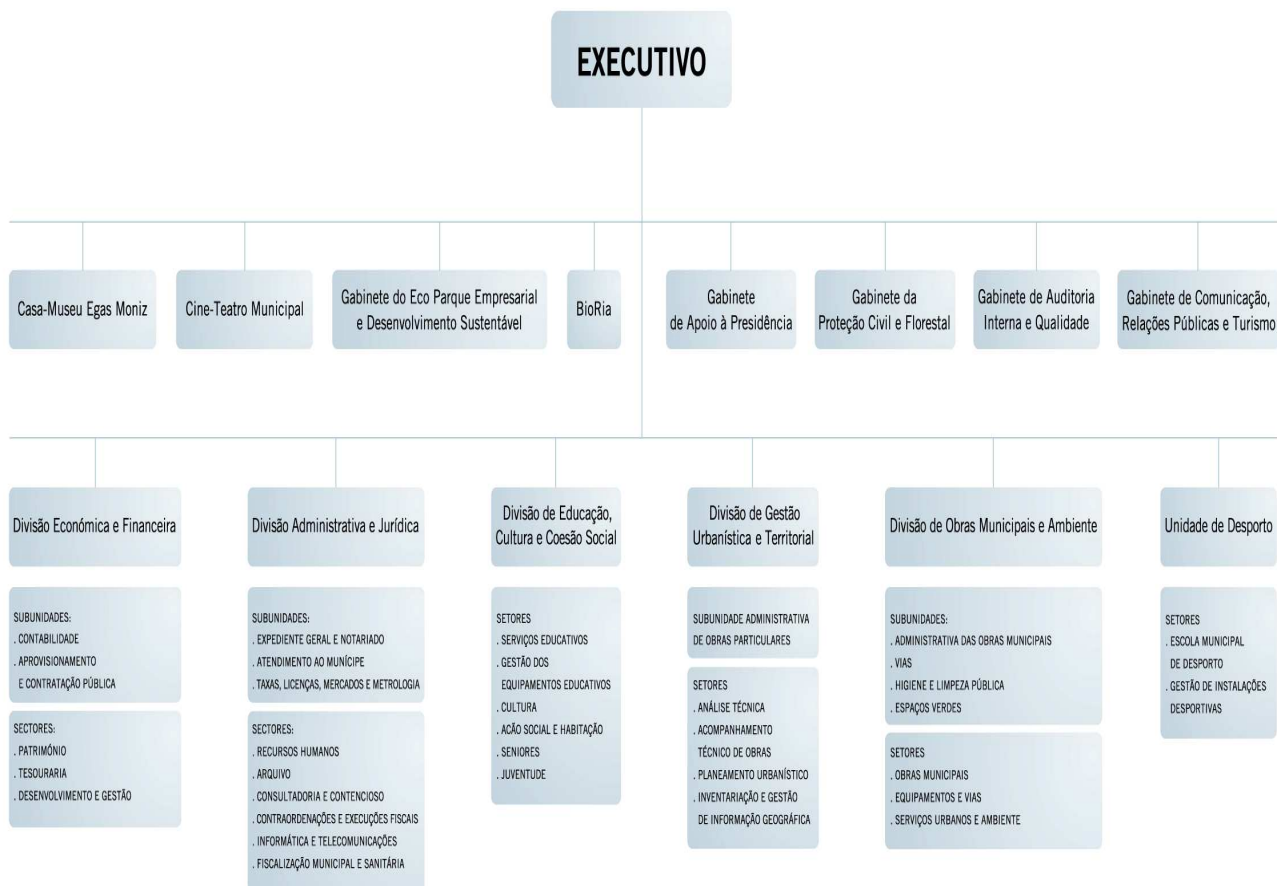 EXECUTIVO
Casa-Museu Egas Moniz
Cine-Teatro Municipal
Gabinete do Eco Parque Empresarial
e Desenvolvimento Sustentável
BioRia
Gabinete
de Apoio à Presidência
Gabinete da
Proteção Civil e Florestal
Gabinete de Auditoria
Interna e Qualidade
Gabinete de Comunicação,
Relações Públicas e Turismo
Divisão Económica e Financeira
SUBUNIDADES:
. CONTABILIDADE
. APROVISIONAMENTO
E CONTRATAÇÃO PÚBLICA
SECTORES:
. PATRIMÓNIO
. TESOURARIA
. DESENVOLVIMENTO E GESTÃO
Divisão Administrativa e Jurídica
SUBUNIDADES:
. EXPEDIENTE GERAL E NOTARIADO
. ATENDIMENTO AO MUNÍCIPE
. TAXAS, LICENÇAS, MERCADOS E METROLOGIA
SECTORES:
. RECURSOS HUMANOS
. ARQUIVO
. CONSULTADORIA E CONTENCIOSO
. CONTRAORDENAÇÕES E EXECUÇÕES FISCAIS
. INFORMÁTICA E TELECOMUNICAÇÕES
. FISCALIZAÇÃO MUNICIPAL E SANITÁRIA
Divisão de Educação,
Cultura e Coesão Social
SETORES
. SERVIÇOS EDUCATIVOS
. GESTÃO DOS
EQUIPAMENTOS EDUCATIVOS
. CULTURA
. ACÃO SOCIAL E HABITAÇÃO
. SENIORES
. JUVENTUDE
Divisão de Gestão
Urbanística e Territorial
SUBUNIDADE ADMINISTRATIVA
DE OBRAS PARTICULARES
SETORES
. ANÁLISE TÉCNICA
. ACOMPANHAMENTO
TÉCNICO DE OBRAS
. PLANEAMENTO URBANÍSTICO
. INVENTARIAÇÃO E GESTÃO
DE INFORMAÇÃO GEOGRÁFICA
Divisão de Obras Municipais e Ambiente
SUBUNIDADES:
. ADMINISTRATIVA DAS OBRAS MUNICIPAIS
. VIAS
. HIGIENE E LIMPEZA PÚBLICA
. ESPAÇOS VERDES
SETORES
. OBRAS MUNICIPAIS
. EQUIPAMENTOS E VIAS
. SERVIÇOS URBANOS E AMBIENTE
Unidade de Desporto
SETORES
. ESCOLA MUNICIPAL
DE DESPORTO
. GESTÃO DE INSTALAÇÕES
DESPORTIVAS